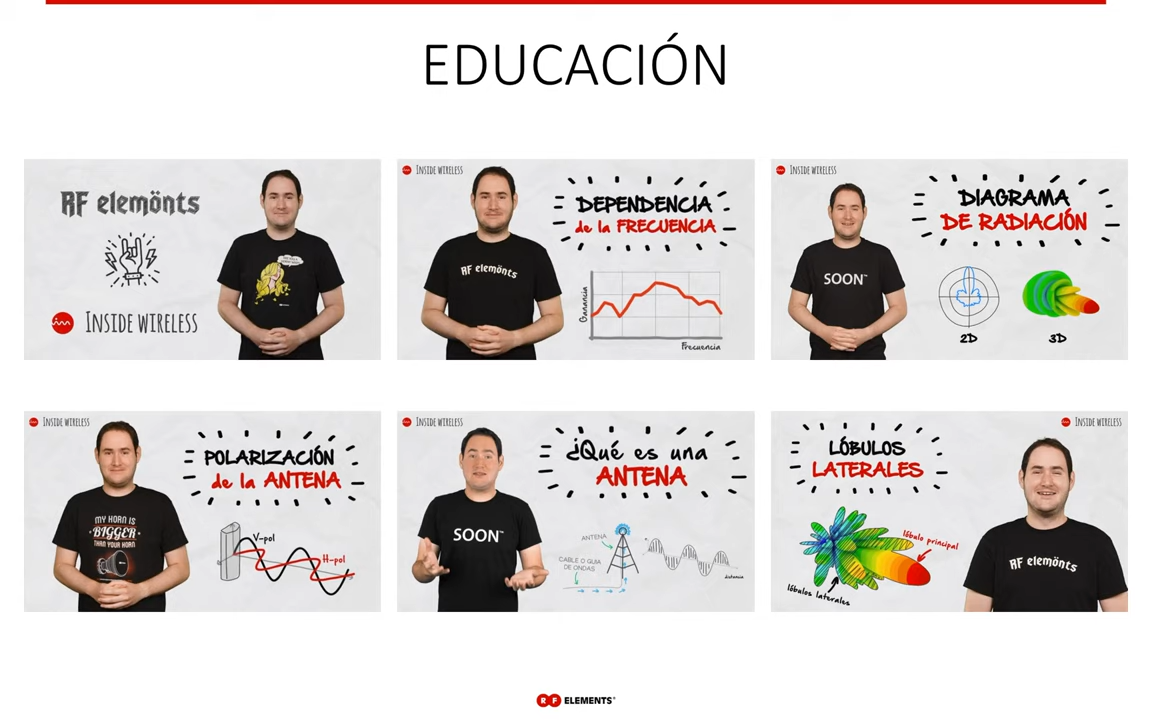 EDUCACIÓN
RF elemönts
INSIDE WIRELESS
INSIDE WIRELESS
DEPENDENCIA
de la FRECUENCIA
RF elemönts
Ganancia
Frecuencia
INSIDE WIRELESS
DIAGRAMA
DE RADIACIÓN
SOON™
2D
3D
INSIDE WIRELESS
POLARIZACIÓN
de la ANTENA
MY HORN IS
BIGGER
THAN YOUR HORN
V-pol
H-pol
INSIDE WIRELESS
¿Qué es una
ANTENA
SOON™
ANTENA
CABLE O GUIA
DE ONDAS
distancia
INSIDE WIRELESS
LÓBULOS
LATERALES
lóbulo principal
RF elemönts
lóbulos laterales
RF ELEMENTS®